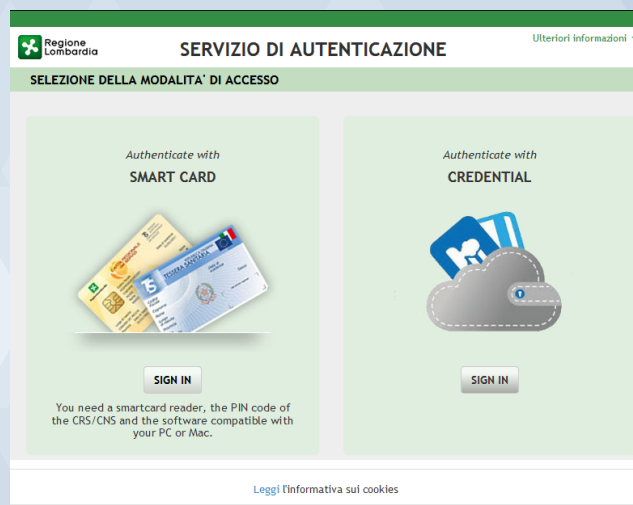 Regione
Lombardia
SERVIZIO DI AUTENTICAZIONE
Ulteriori informazioni
SELEZIONE DELLA MODALITA' DI ACCESSO
Authenticate with
SMART CARD
TESSERA SANITARIA
SIGN IN
You need a smartcard reader, the PIN code of
the CRS/CNS and the software compatible with
your PC or Mac.
Authenticate with
CREDENTIAL
SIGN IN
Leggi l'informativa sui cookies